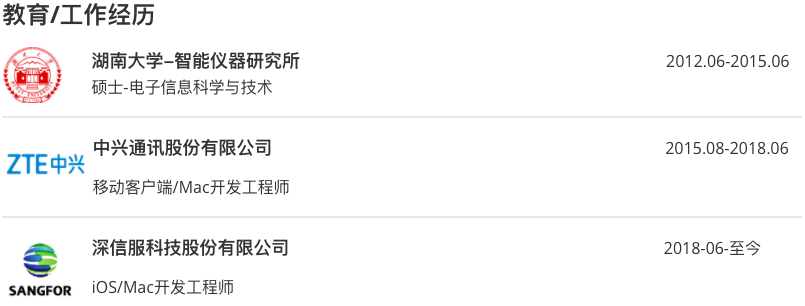 教育/工作经历
湖南大学–智能仪器研究所
2012.06-2015.06
硕士-电子信息科学与技术
中兴通讯股份有限公司
2015.08-2018.06
ZTE中兴
移动客户端/Mac开发工程师
深信服科技股份有限公司
2018-06-至今
SANGFOR
iOS/Mac开发工程师